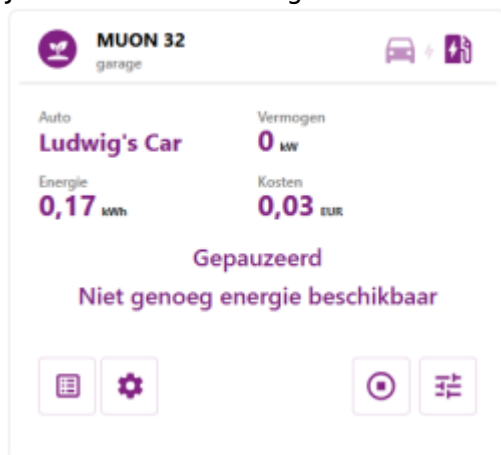 MUON 32
garage
Auto
Vermogen
Ludwig's Car
0 kW
Energie
Kosten
0,17 kWh
0,03 EUR
Gepauzeerd
Niet genoeg energie beschikbaar